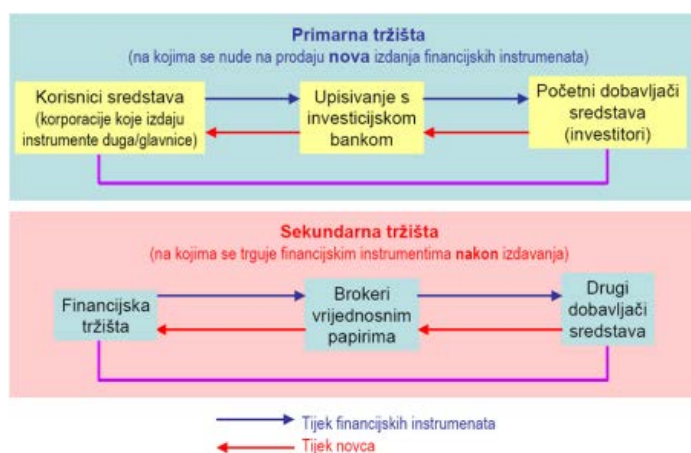 Primarna tržišta
(na kojima se nude na prodaju nova izdanja financijskih instrumenata)
Korisnici sredstava
(korporacije koje izdaju
instrumente duga/glavnice)
Upisivanje s
investicijskom
bankom
Početni dobavljači
sredstava
(investitori)
Sekundarna tržišta
(na kojima se trguje financijskim instrumentima nakon izdavanja)
Financijska
tržišta
Brokeri
vrijednosnim
papirima
Drugi
dobavljači
sredstava
Tijek financijskih instrumenata
Tijek novca